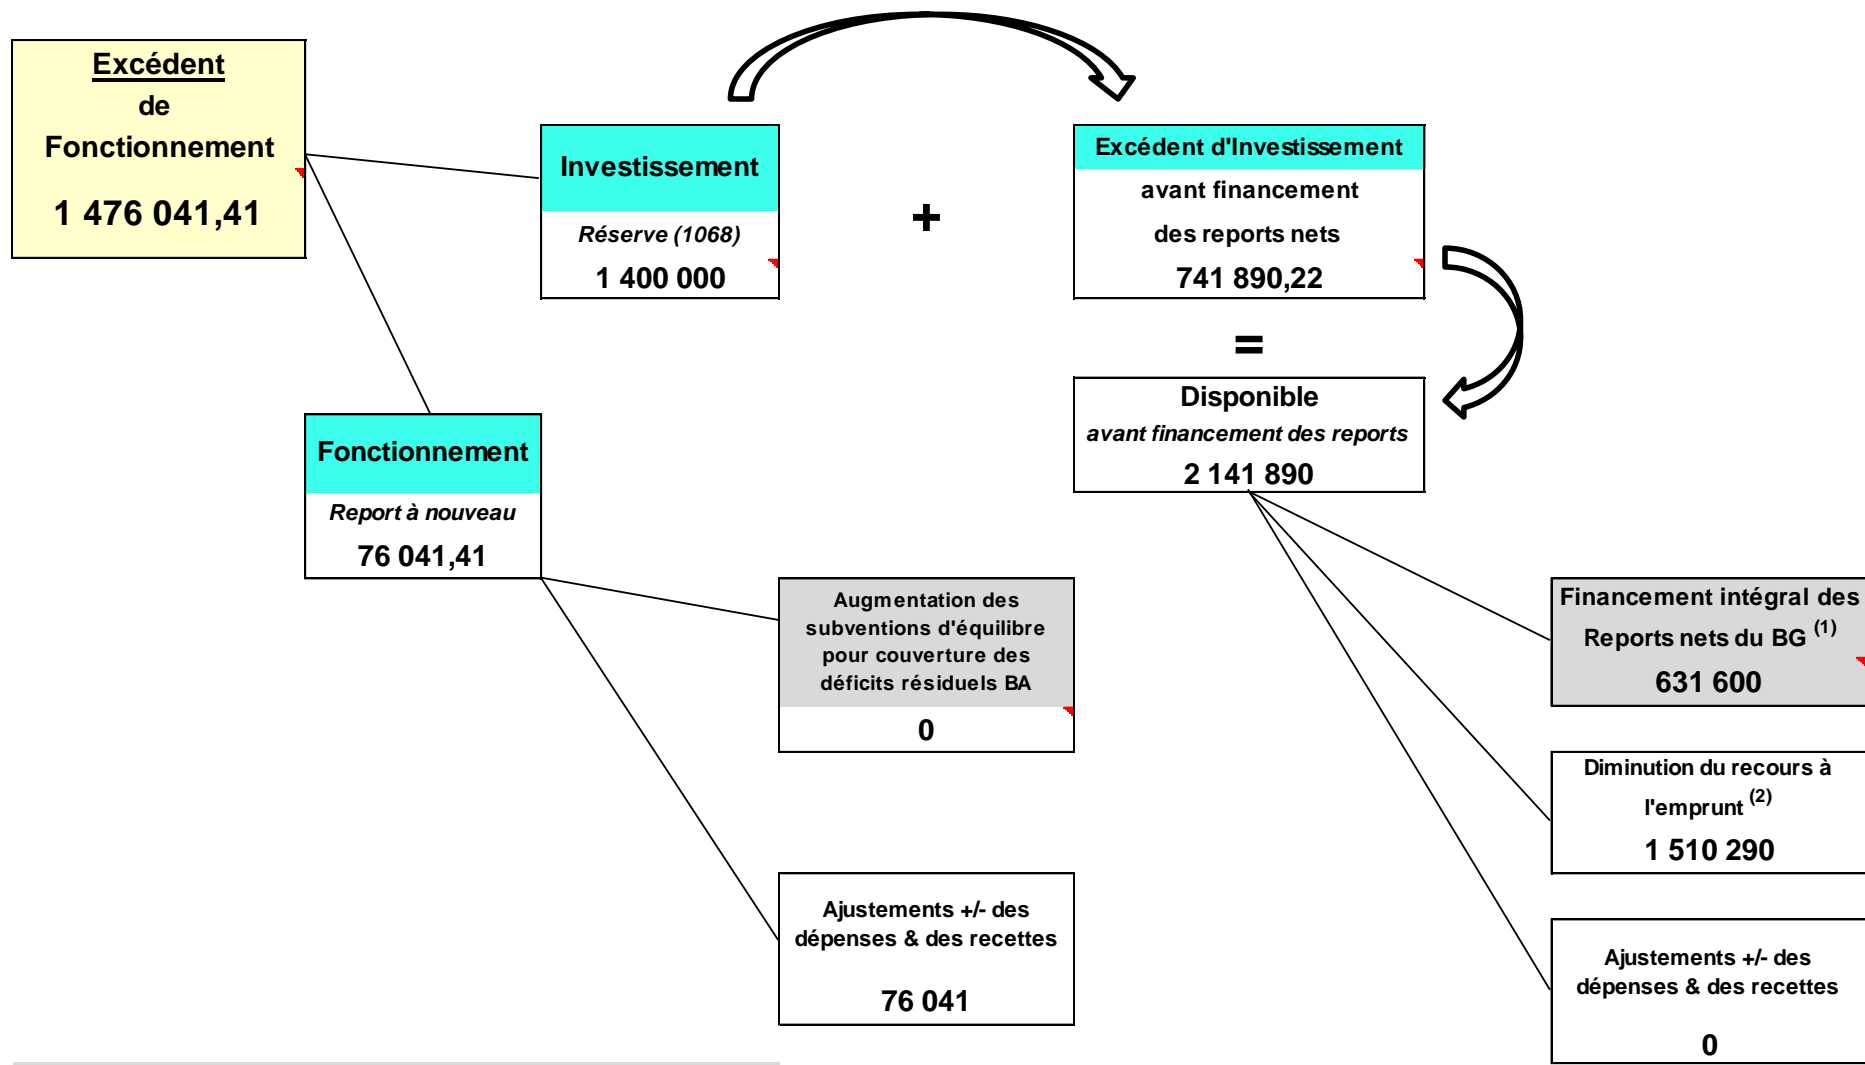 Excédent
de
Fonctionnement
1 476 041,41
Investissement
Réserve (1068)
1 400 000
+
Excédent d'Investissement
avant financement
des reports nets
741 890,22
=
Disponible
avant financement des reports
2 141 890
Fonctionnement
Report à nouveau
76 041,41
Augmentation des
subventions d'équilibre
pour couverture des
déficits résiduels BA
0
Financement intégral des
Reports nets du BG (1)
631 600
Diminution du recours à
l'emprunt (2)
1 510 290
Ajustements +/- des
dépenses & des recettes
76 041
Ajustements +/- des
dépenses & des recettes
0